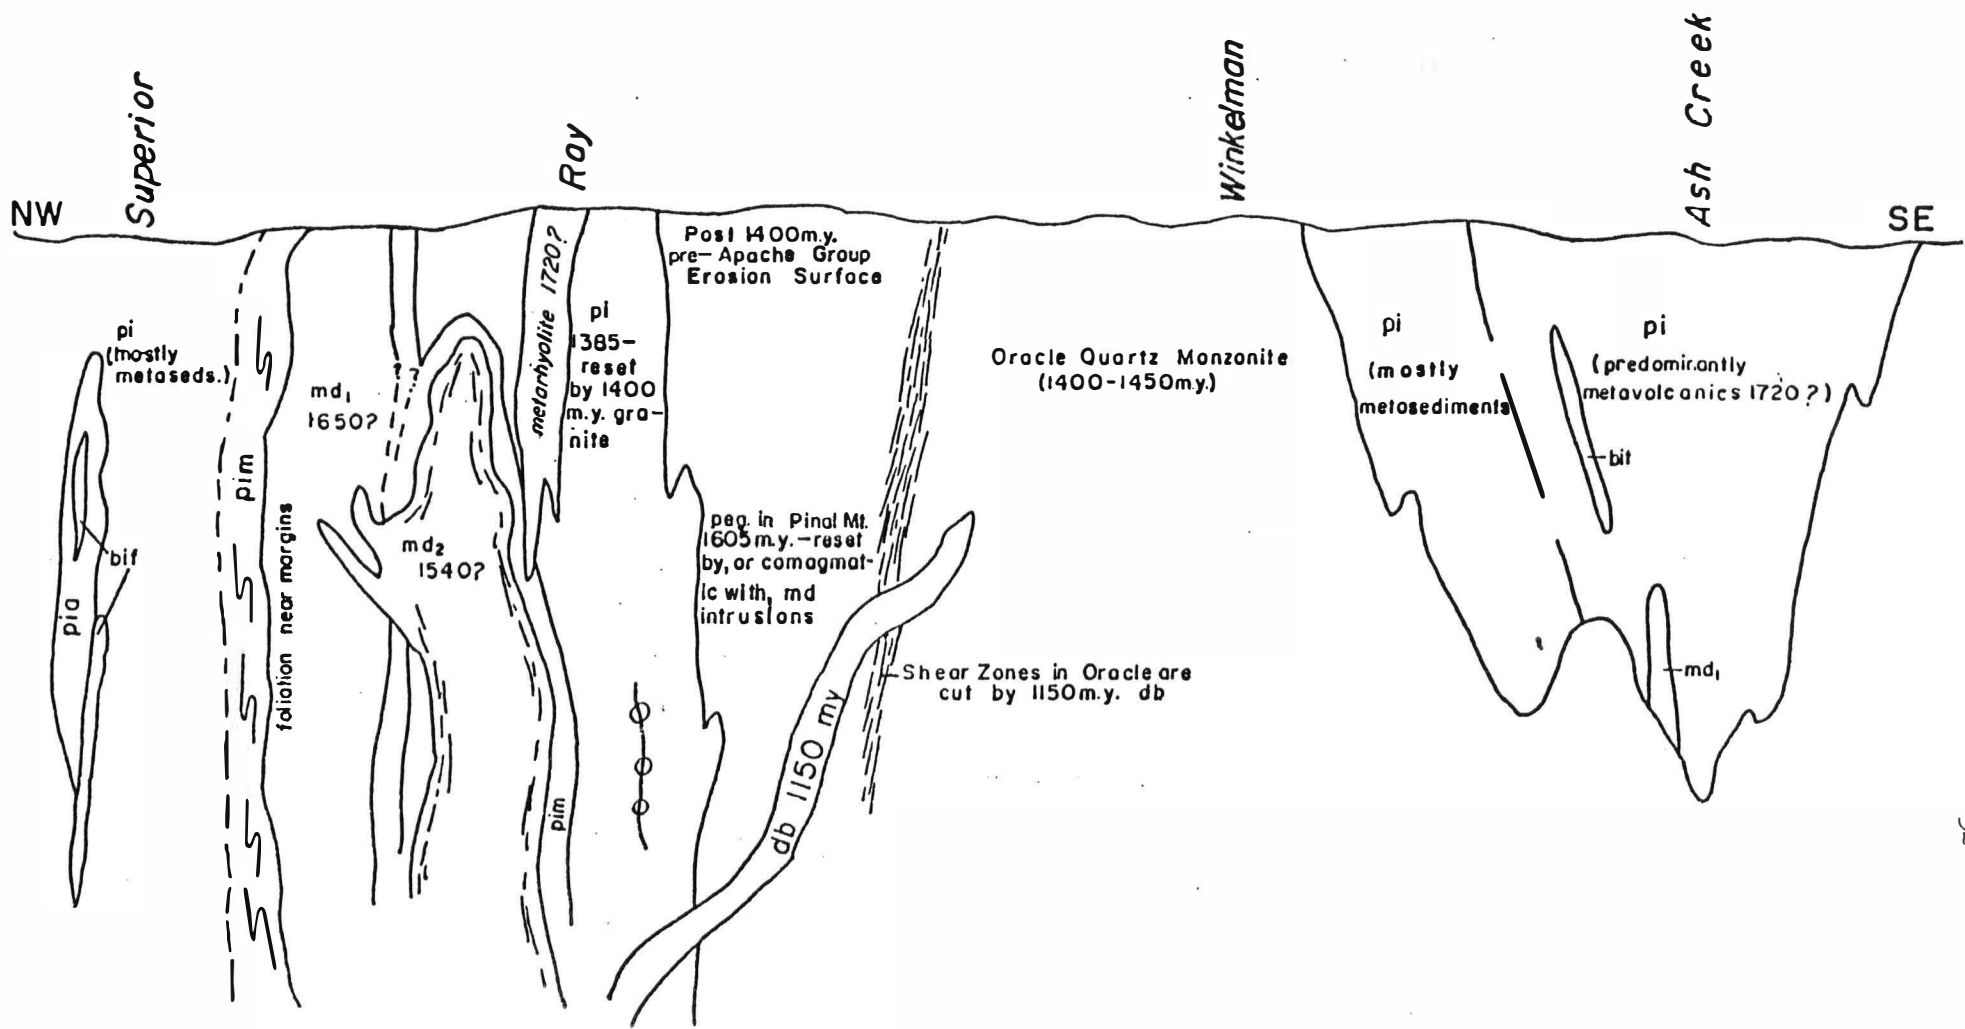 Superior
Ray
Winkelman
Ash Creek
NW
SE
pi
(mostly
metaseds.)
bif
pia
pim
foliation near margins
md₁
1650?
md₂
1540?
metarhyolite 1720?
pi
1385-
reset
by 1400
m.y. gra-
nite
pim
Post 1400m.y.
pre-Apache Group
Erosion Surface
peg. in Pinal Mt.
1605 m.y.-reset
by, or comagmat-
ic with, md
intrusions
db 1150 my
Shear Zones in Oracle are
cut by 1150m.y. db
Oracle Quartz Monzonite
(1400-1450m.y.)
pi
(mostly
metasediments
pi
(predominantly
metavolcanics 1720?)
bif
md₁
? ?